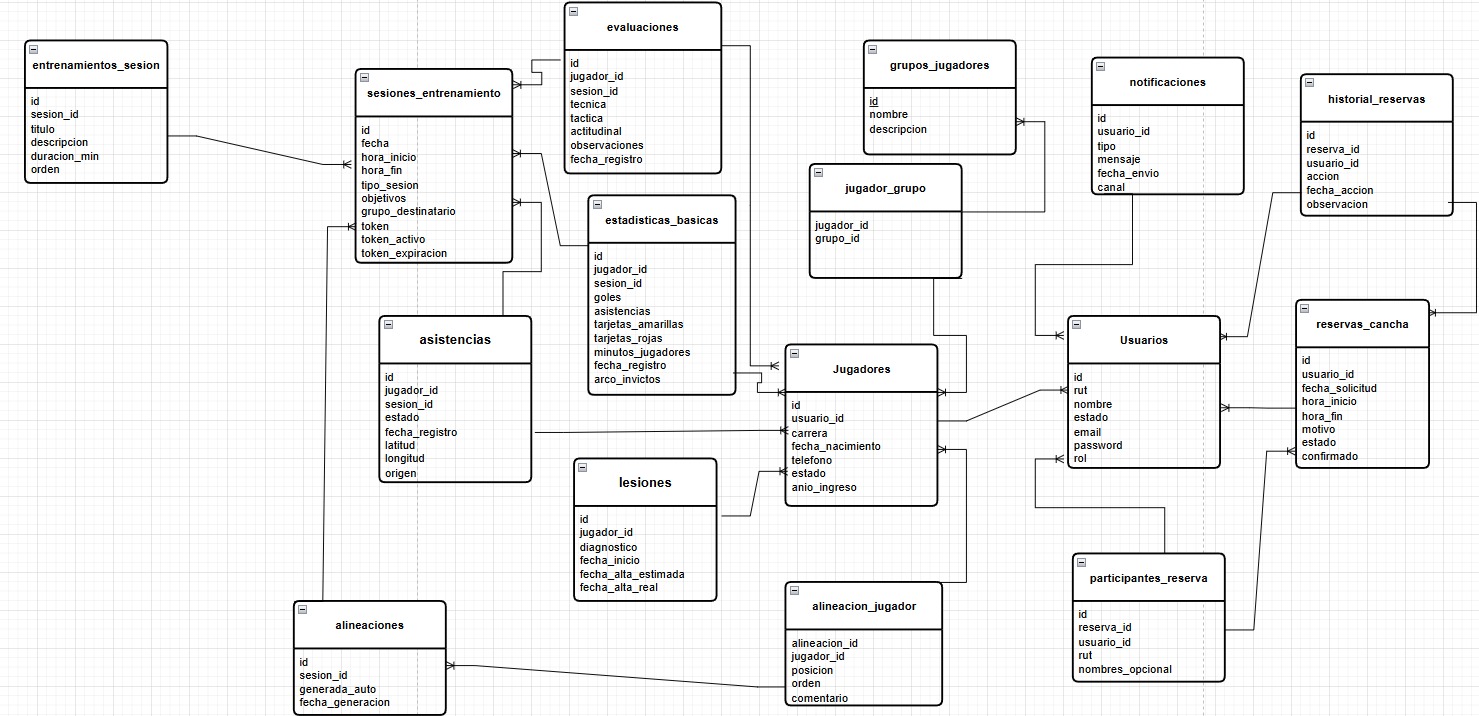 entrenamientos_sesion
id
sesion_id
titulo
descripcion
duracion_min
orden
sesiones_entrenamiento
id
fecha
hora_inicio
hora_fin
tipo_sesion
objetivos
grupo_destinatario
token
token_activo
token_expiracion
evaluaciones
id
jugador_id
sesion_id
tecnica
tactica
actitudinal
observaciones
fecha_registro
grupos_jugadores
id
nombre
descripcion
notificaciones
id
usuario_id
tipo
mensaje
fecha_envio
canal
historial_reservas
id
reserva_id
usuario_id
accion
fecha_accion
observacion
jugador_grupo
jugador_id
grupo_id
estadisticas_basicas
id
jugador_id
sesion_id
goles
asistencias
tarjetas_amarillas
tarjetas_rojas
minutos_jugadores
fecha_registro
arco_invictos
asistencias
id
jugador_id
sesion_id
estado
fecha_registro
latitud
longitud
origen
Jugadores
id
usuario_id
carrera
fecha_nacimiento
telefono
estado
anio_ingreso
Usuarios
id
rut
nombre
estado
email
password
rol
reservas_cancha
id
usuario_id
fecha_solicitud
hora_inicio
hora_fin
motivo
estado
confirmado
lesiones
id
jugador_id
diagnostico
fecha_inicio
fecha_alta_estimada
fecha_alta_real
participantes_reserva
id
reserva_id
usuario_id
rut
nombres_opcional
alineaciones
id
sesion_id
generada_auto
fecha_generacion
alineacion_jugador
alineacion_id
jugador_id
posicion
orden
comentario